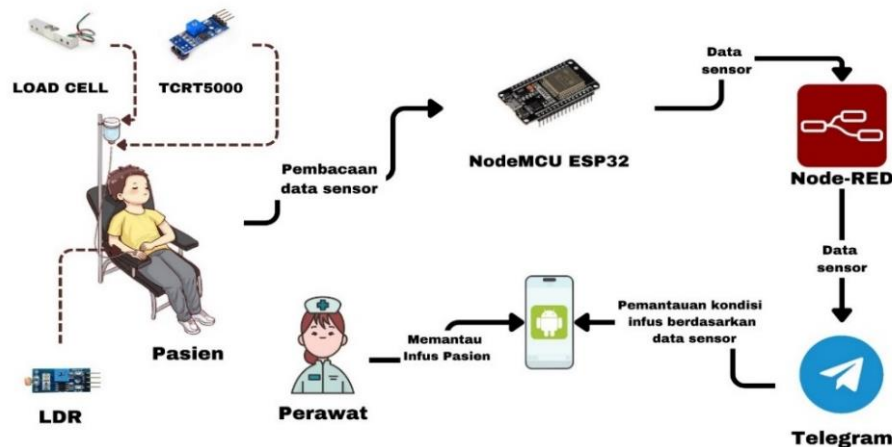 LOAD CELL
TCRT5000
Data
sensor
NodeMCU ESP32
Node-RED
Pembacaan
data sensor
Data
sensor
Pasien
Memantau
Infus Pasien
Pemantauan kondisi
infus berdasarkan
data sensor
LDR
Perawat
Telegram